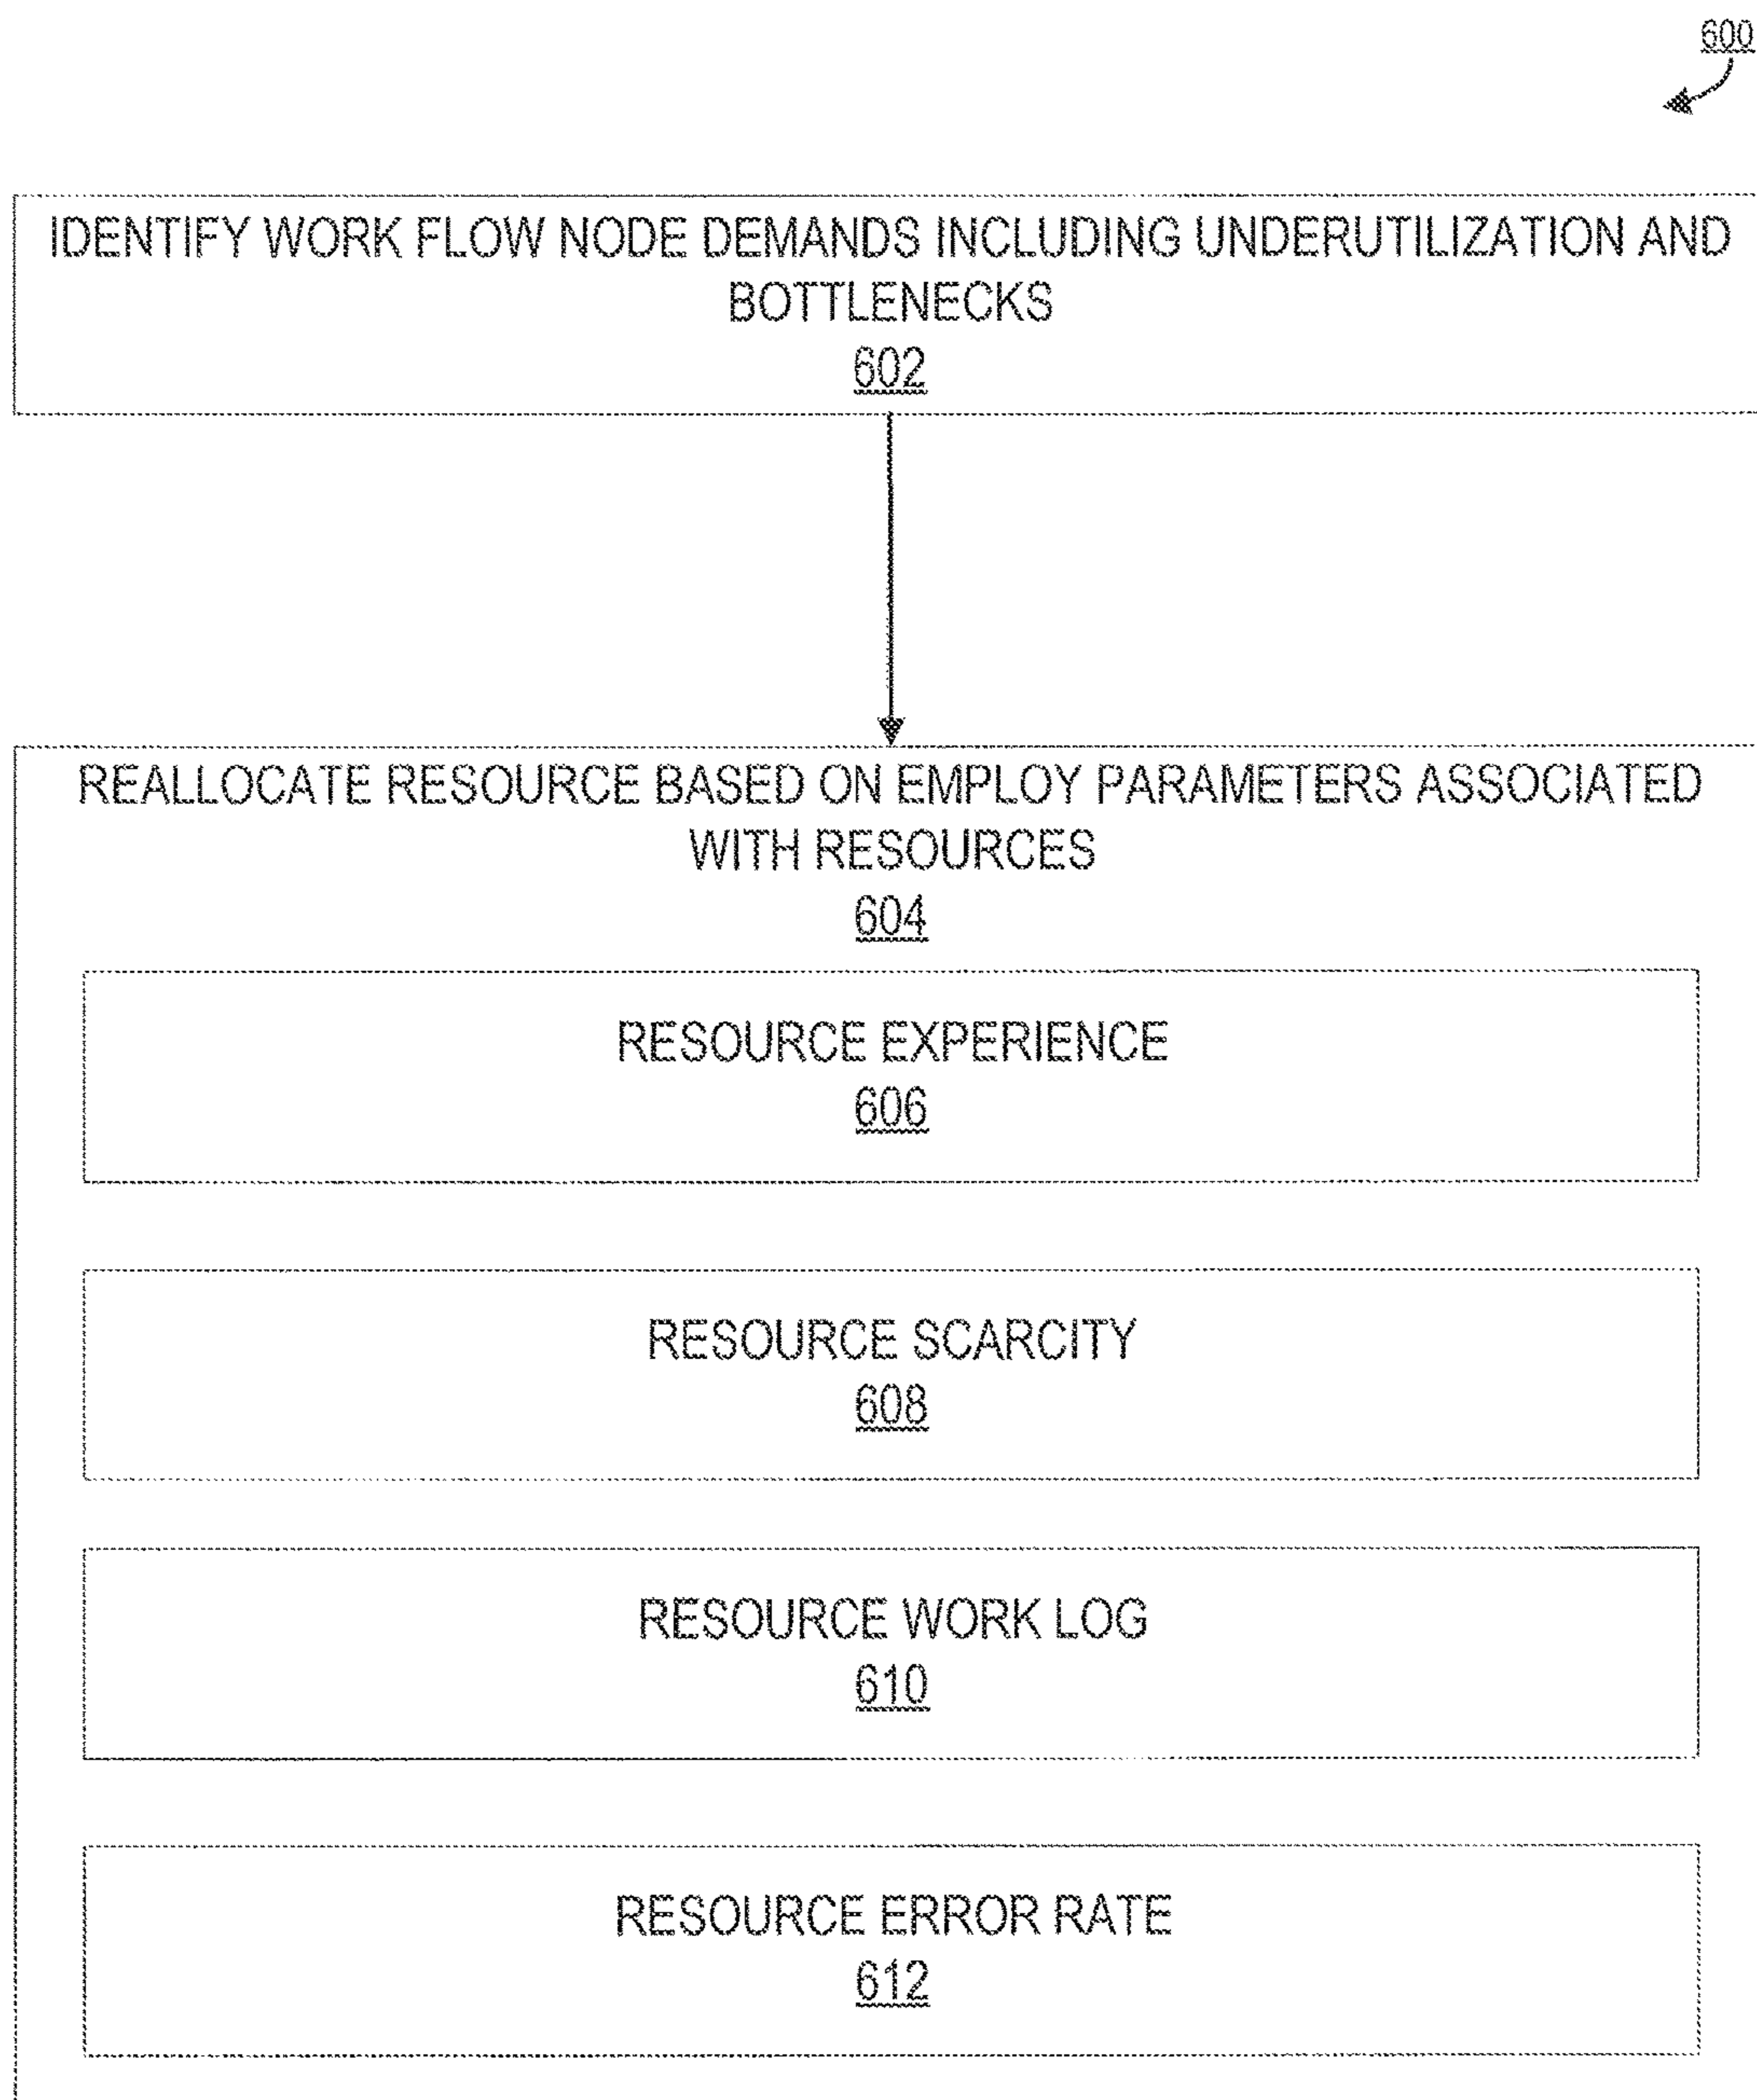 600
IDENTIFY WORK FLOW NODE DEMANDS INCLUDING UNDERUTILIZATION AND
BOTTLENECKS
602
REALLOCATE RESOURCE BASED ON EMPLOY PARAMETERS ASSOCIATED
WITH RESOURCES
604
RESOURCE EXPERIENCE
606
RESOURCE SCARCITY
608
RESOURCE WORK LOG
610
RESOURCE ERROR RATE
612